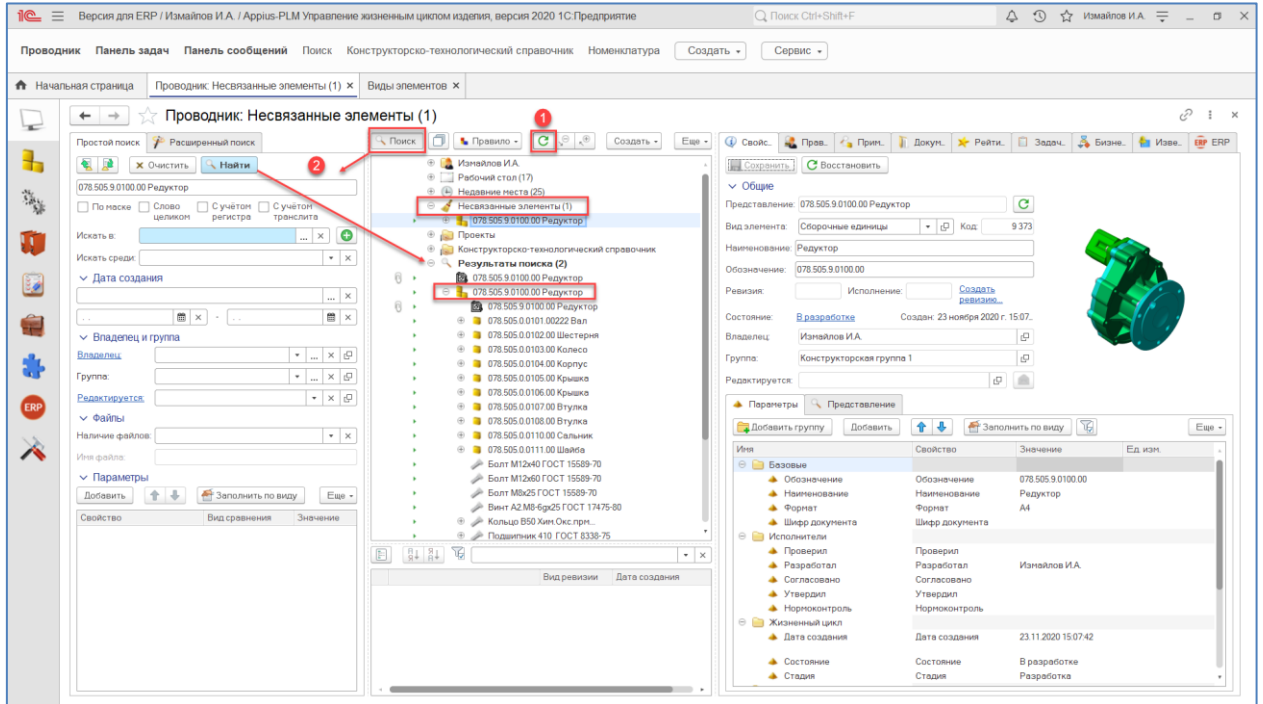 Версия для ERP / Измайлов И.А. / Appius-PLM Управление жизненным циклом изделия, версия 2020 1С:Предприятие
Поиск Ctrl+Shift+F
Измайлов И.А.
Проводник Панель задач Панель сообщений Поиск Конструкторско-технологический справочник Номенклатура Создать Сервис
Начальная страница
Проводник: Несвязанные элементы (1) ×
Виды элементов ×
Проводник: Несвязанные элементы (1)
1
2
Простой поиск
Расширенный поиск
× Очистить
Найти
078.505.9.0100.00 Редуктор
По маске
Слово целиком
С учётом регистра
С учётом транслита
Искать в:
Искать среди:
Дата создания
. .
-
. .
Владелец и группа
Владелец:
Группа:
Редактируется:
Файлы
Наличие файлов:
Имя файла:
Параметры
Добавить
Заполнить по виду
Еще
Свойство Вид сравнения Значение
Поиск
Правило
Создать
Еще
Измайлов И.А.
Рабочий стол (17)
Недавние места (25)
Несвязанные элементы (1)
078.505.9.0100.00 Редуктор
Проекты
Конструкторско-технологический справочник
Результаты поиска (2)
078.505.9.0100.00 Редуктор
078.505.9.0100.00 Редуктор
078.505.9.0100.00 Редуктор
078.505.0.0101.00222 Вал
078.505.0.0102.00 Шестерня
078.505.0.0103.00 Колесо
078.505.0.0104.00 Корпус
078.505.0.0105.00 Крышка
078.505.0.0106.00 Крышка
078.505.0.0107.00 Втулка
078.505.0.0108.00 Втулка
078.505.0.0110.00 Сальник
078.505.0.0111.00 Шайба
Болт М12х40 ГОСТ 15589-70
Болт М12х60 ГОСТ 15589-70
Болт М8х25 ГОСТ 15589-70
Винт А2.М8-6gх25 ГОСТ 17475-80
Кольцо В50 Хим.Окс.прм...
Подшипник 410 ГОСТ 8338-75
Вид ревизии Дата создания
Свойс.. Прав.. Прим.. Докум.. Рейти.. Задач.. Бизне.. Изве.. ERP
Сохранить
Восстановить
Общие
Представление: 078.505.9.0100.00 Редуктор
Вид элемента: Сборочные единицы Код: 9 373
Наименование: Редуктор
Обозначение: 078.505.9.0100.00
Ревизия: Исполнение: Создать ревизию...
Состояние: В разработке Создан: 23 ноября 2020 г. 15:07..
Владелец: Измайлов И.А.
Группа: Конструкторская группа 1
Редактируется:
Параметры
Представление
Добавить группу
Добавить
Заполнить по виду
Еще
Имя Свойство Значение Ед. изм.
Базовые
Обозначение Обозначение 078.505.9.0100.00
Наименование Наименование Редуктор
Формат Формат А4
Шифр документа Шифр документа
Исполнители
Проверил Проверил
Разработал Разработал Измайлов И.А.
Согласовано Согласовано
Утвердил Утвердил
Нормоконтроль Нормоконтроль
Жизненный цикл
Дата создания Дата создания 23.11.2020 15:07:42
Состояние Состояние В разработке
Стадия Стадия Разработка
ERP